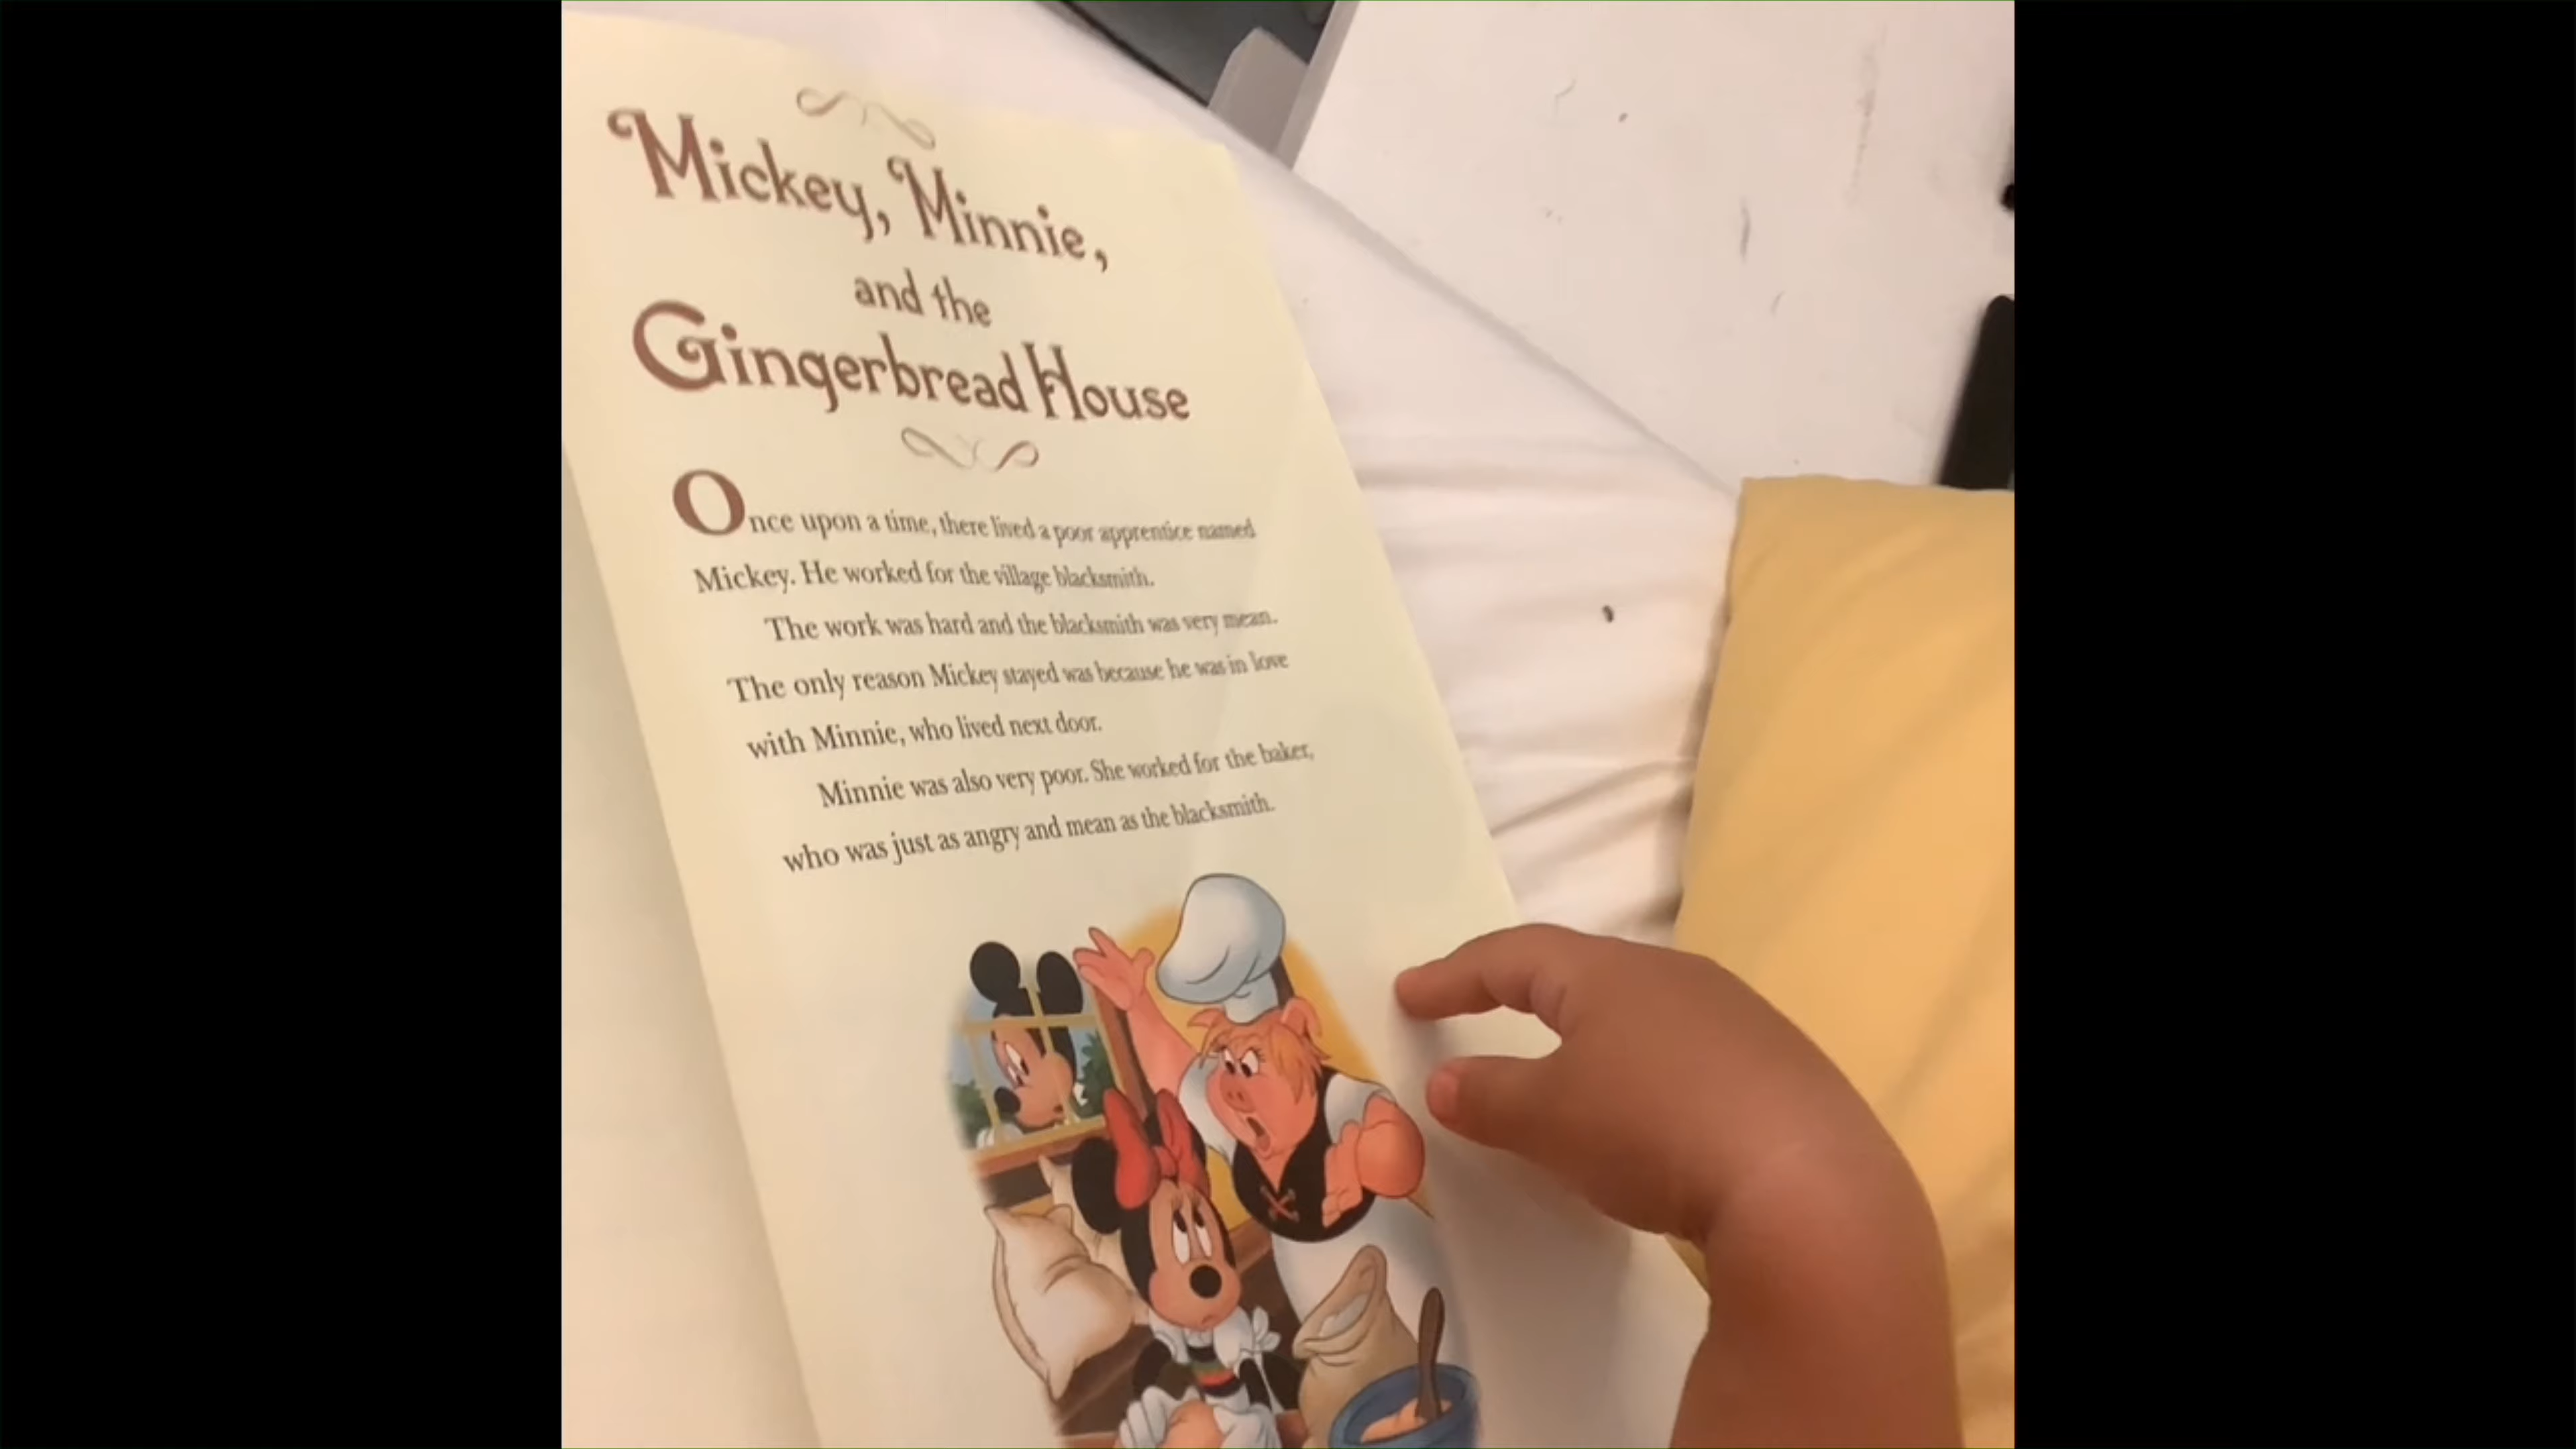 Mickey, Minnie,
and the
Gingerbread House
Once upon a time, there lived a poor apprentice named
Mickey. He worked for the village blacksmith.
The work was hard and the blacksmith was very mean.
The only reason Mickey stayed was because he was in love
with Minnie, who lived next door.
Minnie was also very poor. She worked for the baker,
who was just as angry and mean as the blacksmith.